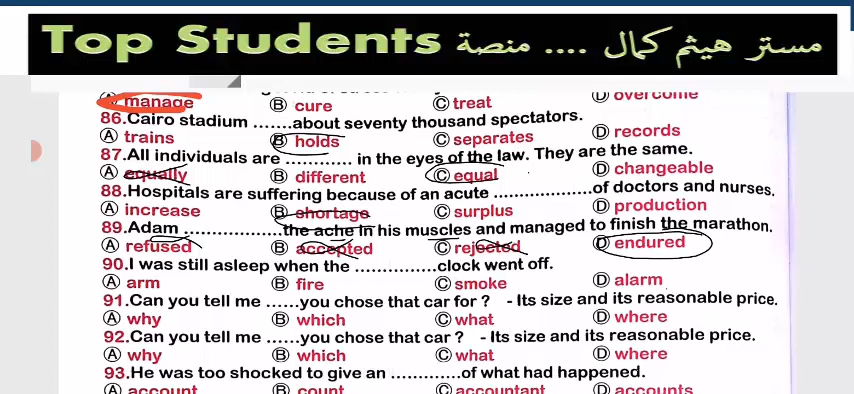 Top Students مستر هيثم كمال .... منصة
Ⓐ manage Ⓑ cure Ⓒ treat Ⓓ overcome
86.Cairo stadium .......about seventy thousand spectators.
Ⓐ trains Ⓑ holds Ⓒ separates Ⓓ records
87.All individuals are ............ in the eyes of the law. They are the same.
Ⓐ equally Ⓑ different Ⓒ equal Ⓓ changeable
88.Hospitals are suffering because of an acute ..................of doctors and nurses.
Ⓐ increase Ⓑ shortage Ⓒ surplus Ⓓ production
89.Adam ..................the ache in his muscles and managed to finish the marathon.
Ⓐ refused Ⓑ accepted Ⓒ rejected Ⓓ endured
90.I was still asleep when the ...............clock went off.
Ⓐ arm Ⓑ fire Ⓒ smoke Ⓓ alarm
91.Can you tell me ......you chose that car for ? - Its size and its reasonable price.
Ⓐ why Ⓑ which Ⓒ what Ⓓ where
92.Can you tell me ......you chose that car ? - Its size and its reasonable price.
Ⓐ why Ⓑ which Ⓒ what Ⓓ where
93.He was too shocked to give an .............of what had happened.
Ⓐ account Ⓑ count Ⓒ accountant Ⓓ accounts